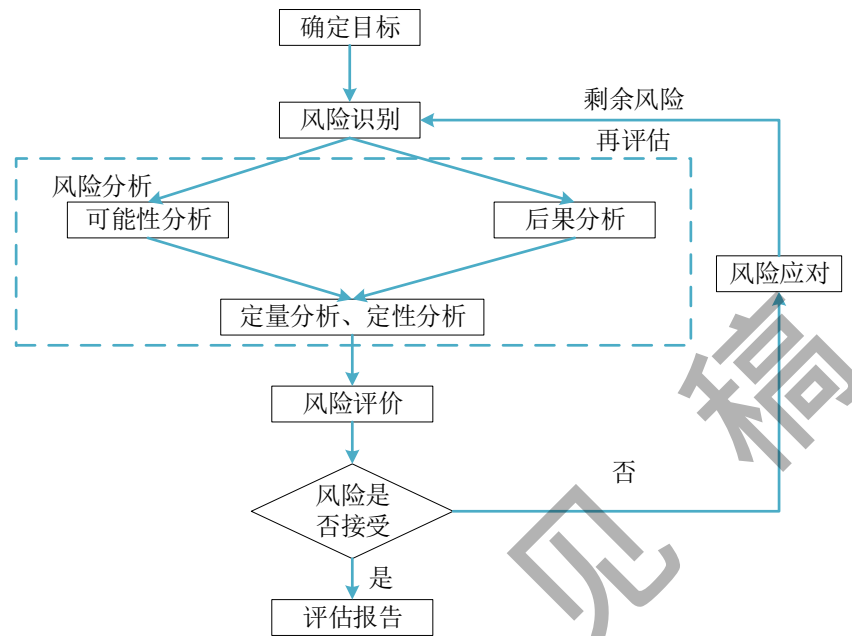 确定目标
剩余风险
风险识别
再评估
风险分析
可能性分析
后果分析
风险应对
定量分析、定性分析
风险评价
稿
否
风险是
否接受
见
是
评估报告